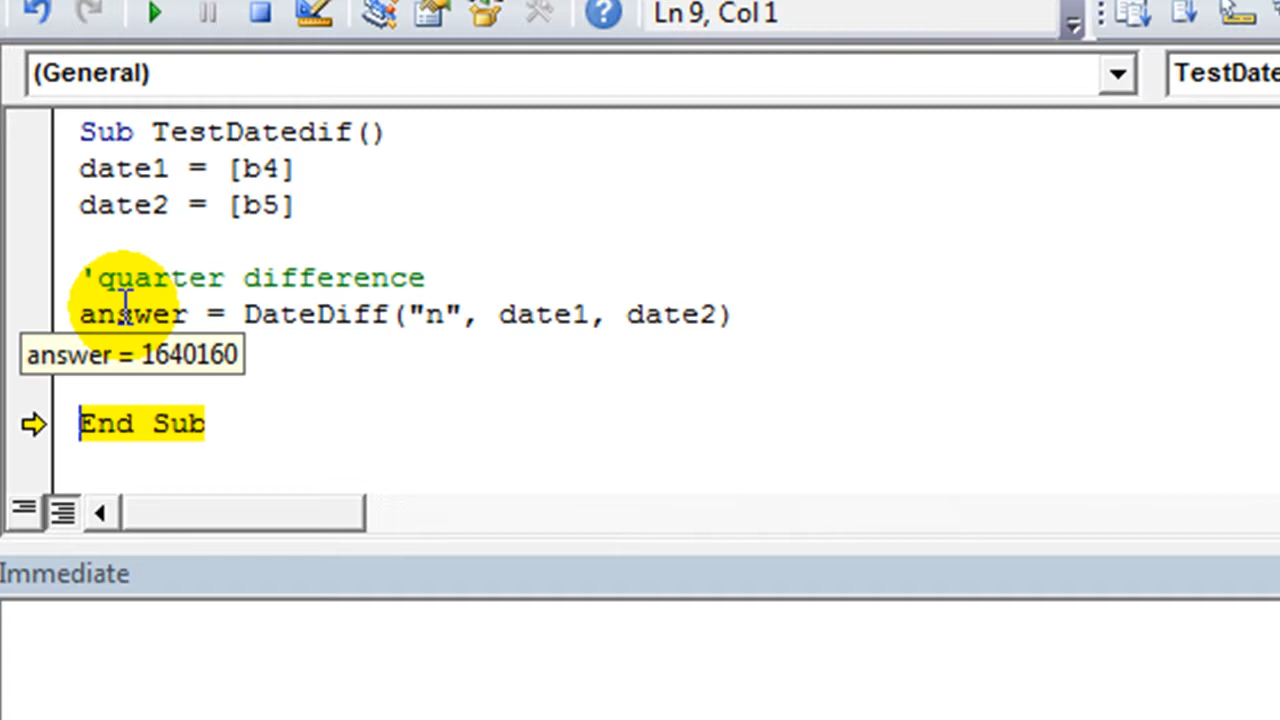 Ln 9, Col 1
(General)
TestDate
Sub TestDatedif()
date1 = [b4]
date2 = [b5]
'quarter difference
answer = DateDiff("n", date1, date2)
answer = 1640160
End Sub
Immediate